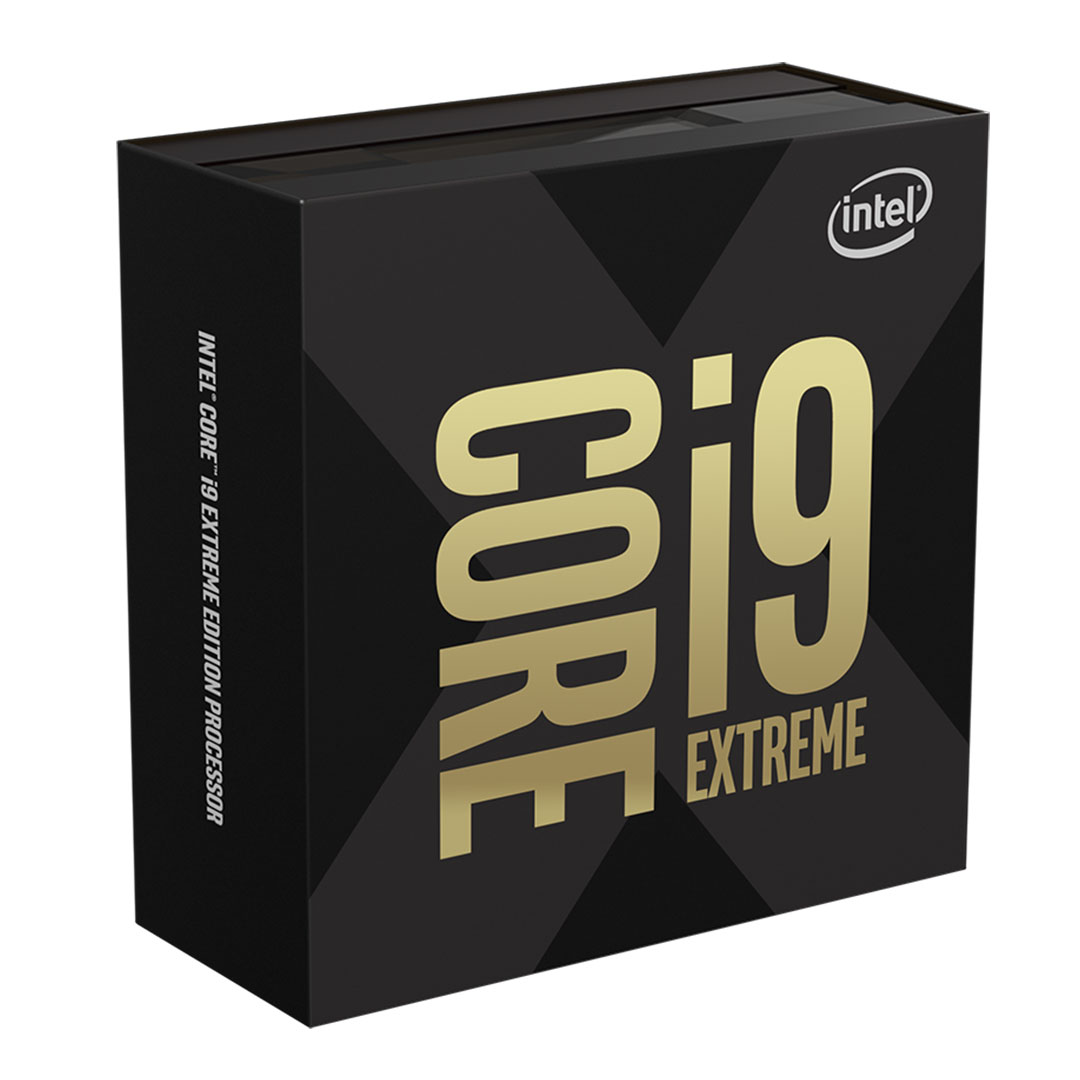 intel®
CORE
i9
EXTREME
INTEL® CORE™ i9 EXTREME EDITION PROCESSOR